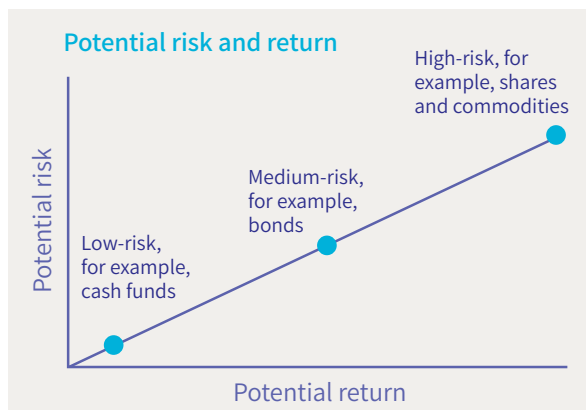 Potential risk and return
High-risk, for
example, shares
and commodities
Medium-risk,
for example,
bonds
Low-risk,
for example,
cash funds
Potential risk
Potential return